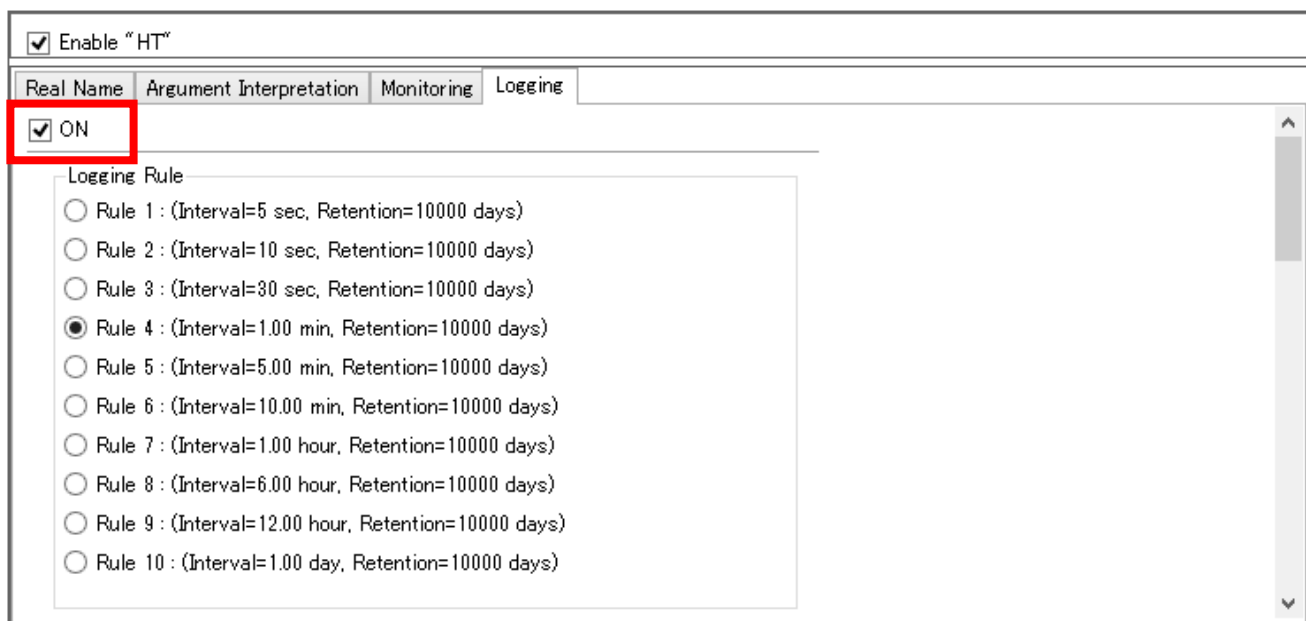 Enable "HT"
Real Name Argument Interpretation Monitoring Logging
ON
Logging Rule
Rule 1 : (Interval=5 sec, Retention=10000 days)
Rule 2 : (Interval=10 sec, Retention=10000 days)
Rule 3 : (Interval=30 sec, Retention=10000 days)
Rule 4 : (Interval=1.00 min, Retention=10000 days)
Rule 5 : (Interval=5.00 min, Retention=10000 days)
Rule 6 : (Interval=10.00 min, Retention=10000 days)
Rule 7 : (Interval=1.00 hour, Retention=10000 days)
Rule 8 : (Interval=6.00 hour, Retention=10000 days)
Rule 9 : (Interval=12.00 hour, Retention=10000 days)
Rule 10 : (Interval=1.00 day, Retention=10000 days)